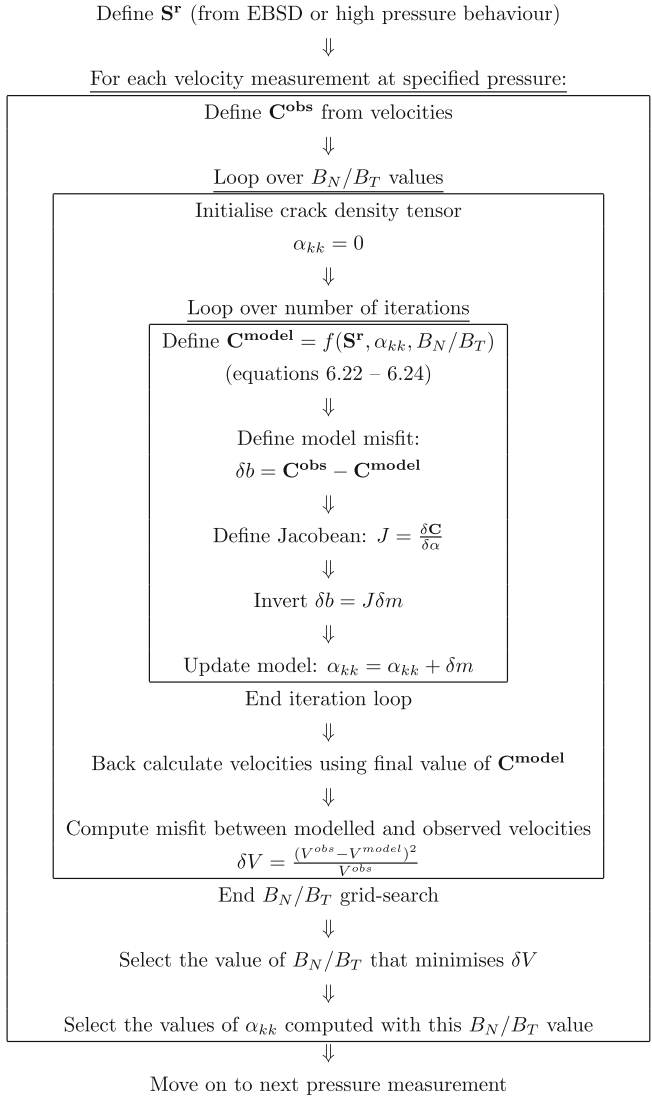 Define S^r (from EBSD or high pressure behaviour)
⇓
For each velocity measurement at specified pressure:
Define C^obs from velocities
⇓
Loop over B_N/B_T values
Initialise crack density tensor
α_kk = 0
⇓
Loop over number of iterations
Define C^model = f(S^r, α_kk, B_N/B_T)
(equations 6.22 – 6.24)
⇓
Define model misfit:
δb = C^obs − C^model
⇓
Define Jacobean: J = δC/δα
⇓
Invert δb = Jδm
⇓
Update model: α_kk = α_kk + δm
End iteration loop
⇓
Back calculate velocities using final value of C^model
⇓
Compute misfit between modelled and observed velocities
δV = (V^obs − V^model)^2/V^obs
End B_N/B_T grid-search
⇓
Select the value of B_N/B_T that minimises δV
⇓
Select the values of α_kk computed with this B_N/B_T value
⇓
Move on to next pressure measurement